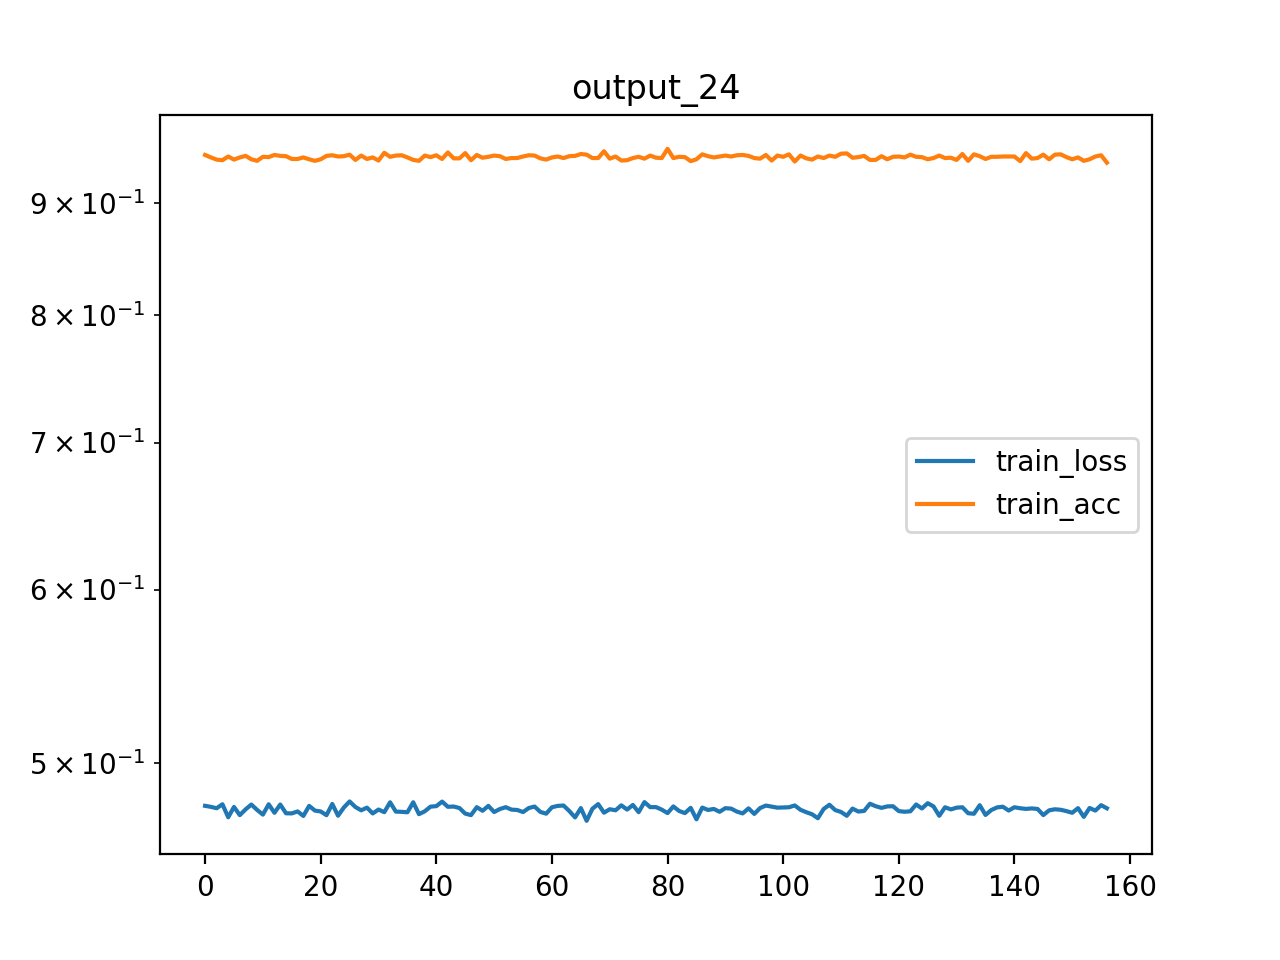 output_24
9 × 10⁻¹
8 × 10⁻¹
7 × 10⁻¹
6 × 10⁻¹
5 × 10⁻¹
train_loss
train_acc
0 20 40 60 80 100 120 140 160